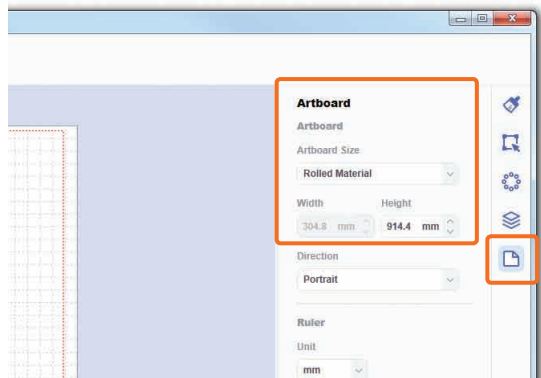 Artboard
Artboard
Artboard Size
Rolled Material
Width Height
304.8 mm 914.4 mm
Direction
Portrait
Ruler
Unit
mm